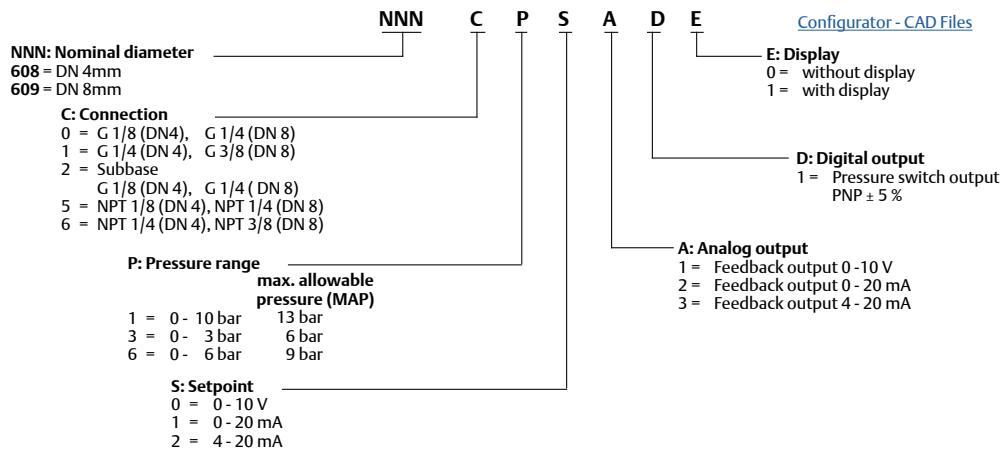 NNN C P S A D E
Configurator - CAD Files
NNN: Nominal diameter
608 = DN 4mm
609 = DN 8mm
E: Display
0 = without display
1 = with display
C: Connection
0 = G 1/8 (DN4), G 1/4 (DN 8)
1 = G 1/4 (DN 4), G 3/8 (DN 8)
2 = Subbase
G 1/8 (DN 4), G 1/4 ( DN 8)
5 = NPT 1/8 (DN 4), NPT 1/4 (DN 8)
6 = NPT 1/4 (DN 4), NPT 3/8 (DN 8)
D: Digital output
1 = Pressure switch output
PNP ± 5 %
A: Analog output
1 = Feedback output 0 -10 V
2 = Feedback output 0 - 20 mA
3 = Feedback output 4 - 20 mA
P: Pressure range
max. allowable
pressure (MAP)
1 = 0 - 10 bar 13 bar
3 = 0 - 3 bar 6 bar
6 = 0 - 6 bar 9 bar
S: Setpoint
0 = 0 - 10 V
1 = 0 - 20 mA
2 = 4 - 20 mA